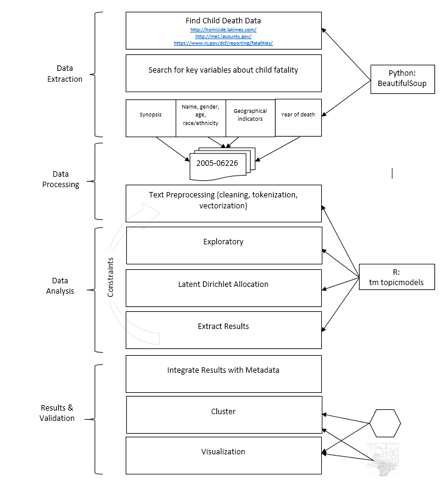 Find Child Death Data
http://homicide.latimes.com/
http://mec.lacounty.gov/
https://www.nj.gov/dcf/reporting/fatalities/
Data
Extraction
Search for key variables about child fatality
Python:
BeautifulSoup
Synopsis
Name, gender,
age,
race/ethnicity
Geographical
indicators
Year of death
Data
Processing
2005-06226
Text Preprocessing (cleaning, tokenization,
vectorization)
Data
Analysis
Constraints
Exploratory
Latent Dirichlet Allocation
Extract Results
R:
tm topicmodels
Integrate Results with Metadata
Results &
Validation
Cluster
Visualization